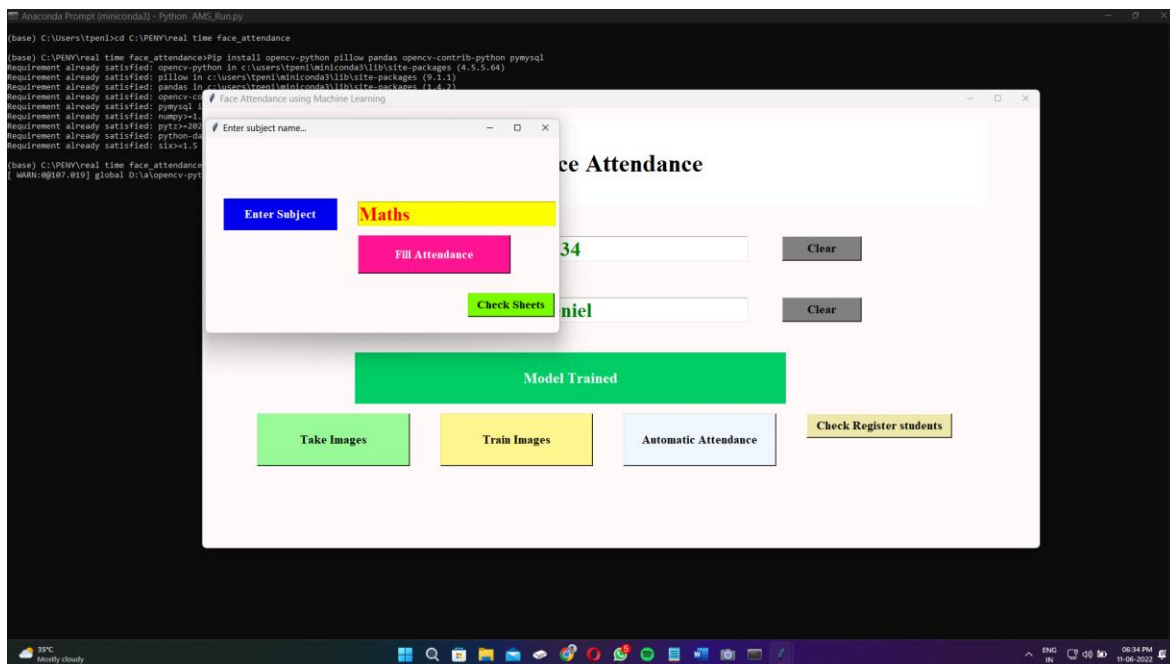 Anaconda Prompt (miniconda3) - Python AMS_Run.py
(base) C:\Users\tpeni>cd C:\PENY\real time face_attendance
(base) C:\PENY\real time face_attendance>Pip install opencv-python pillow pandas opencv-contrib-python pymysql
Requirement already satisfied: opencv-python in c:\users\tpeni\miniconda3\lib\site-packages (4.5.5.64)
Requirement already satisfied: pillow in c:\users\tpeni\miniconda3\lib\site-packages (9.1.1)
Requirement already satisfied: pandas in c:\users\tpeni\miniconda3\lib\site-packages (1.4.2)
Requirement already satisfied: opencv-co
Requirement already satisfied: pymysql i
Requirement already satisfied: numpy>=1.
Requirement already satisfied: pytz>=202
Requirement already satisfied: python-da
Requirement already satisfied: six>=1.5
(base) C:\PENY\real time face_attendance
[ WARN:0@107.019] global D:\a\opencv-pyt
Face Attendance using Machine Learning
Enter subject name...
ce Attendance
Enter Subject
Maths
Fill Attendance
Check Sheets
34
Clear
niel
Clear
Model Trained
Take Images
Train Images
Automatic Attendance
Check Register students
35°C
Mostly cloudy
ENG
IN
06:34 PM
11-06-2022